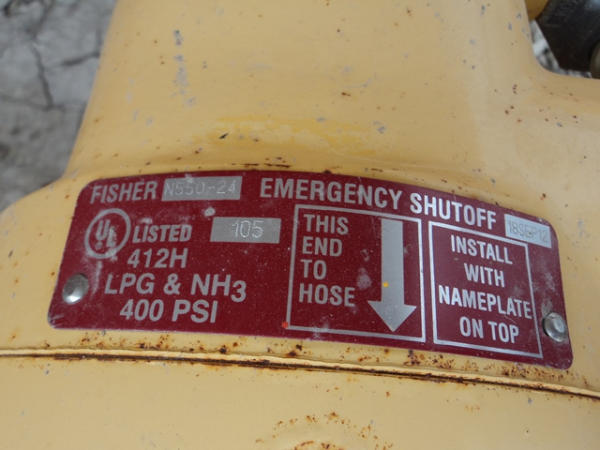 FISHER N550-24 EMERGENCY SHUTOFF 18SEP12
UL LISTED 105
412H
LPG & NH3
400 PSI
THIS
END
TO
HOSE
INSTALL
WITH
NAMEPLATE
ON TOP